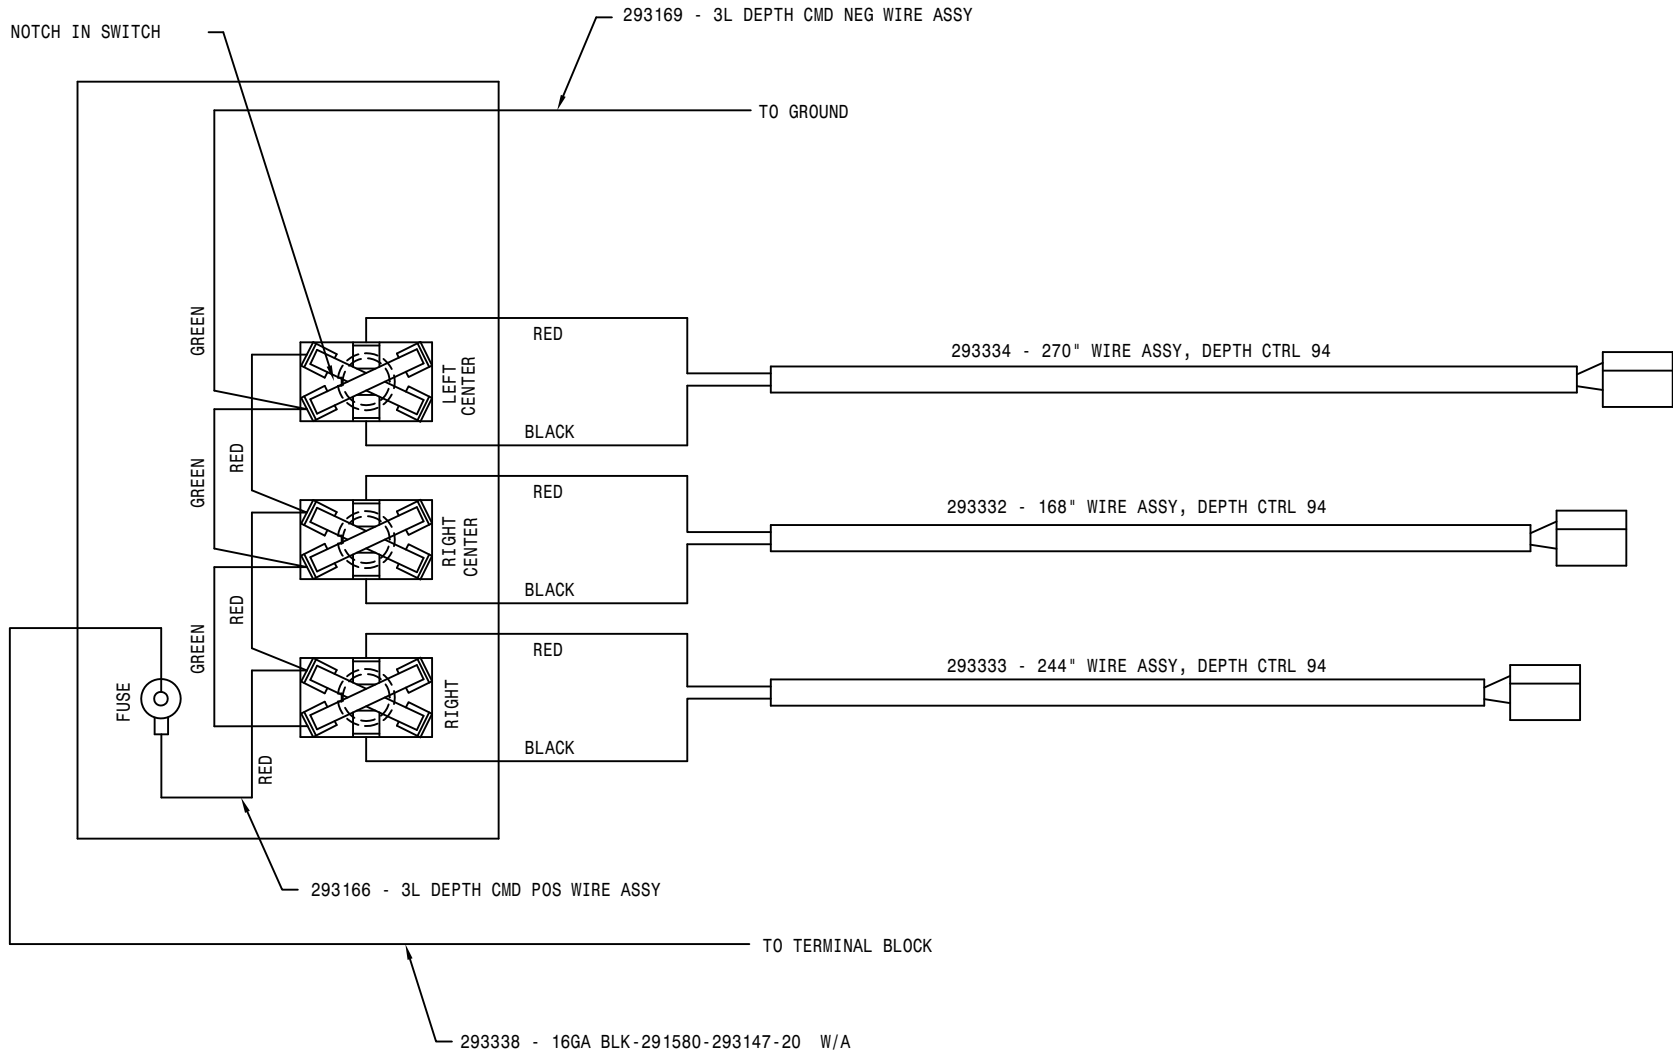 293169 - 3L DEPTH CMD NEG WIRE ASSY
NOTCH IN SWITCH
TO GROUND
GREEN
RED
293334 - 270" WIRE ASSY, DEPTH CTRL 94
LEFT
CENTER
BLACK
GREEN
RED
RED
293332 - 168" WIRE ASSY, DEPTH CTRL 94
RIGHT
CENTER
BLACK
GREEN
RED
RED
293333 - 244" WIRE ASSY, DEPTH CTRL 94
FUSE
RIGHT
BLACK
RED
293166 - 3L DEPTH CMD POS WIRE ASSY
TO TERMINAL BLOCK
293338 - 16GA BLK-291580-293147-20 W/A